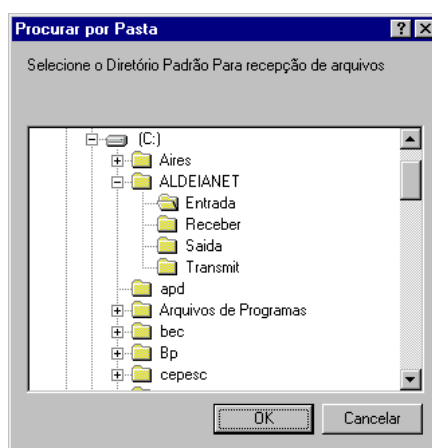 Procurar por Pasta
Selecione o Diretório Padrão Para recepção de arquivos
(C:)
Aires
ALDEIANET
Entrada
Receber
Saida
Transmit
apd
Arquivos de Programas
bec
Bp
cepesc
OK Cancelar